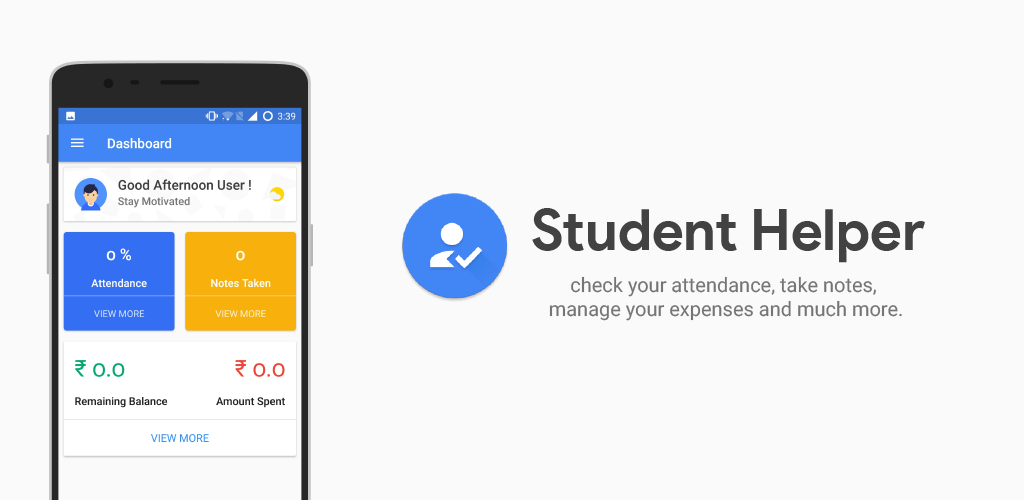 3:39
Dashboard
Good Afternoon User !
Stay Motivated
0 %
Attendance
VIEW MORE
0
Notes Taken
VIEW MORE
₹ 0.0
Remaining Balance
₹ 0.0
Amount Spent
VIEW MORE
Student Helper
check your attendance, take notes,
manage your expenses and much more.